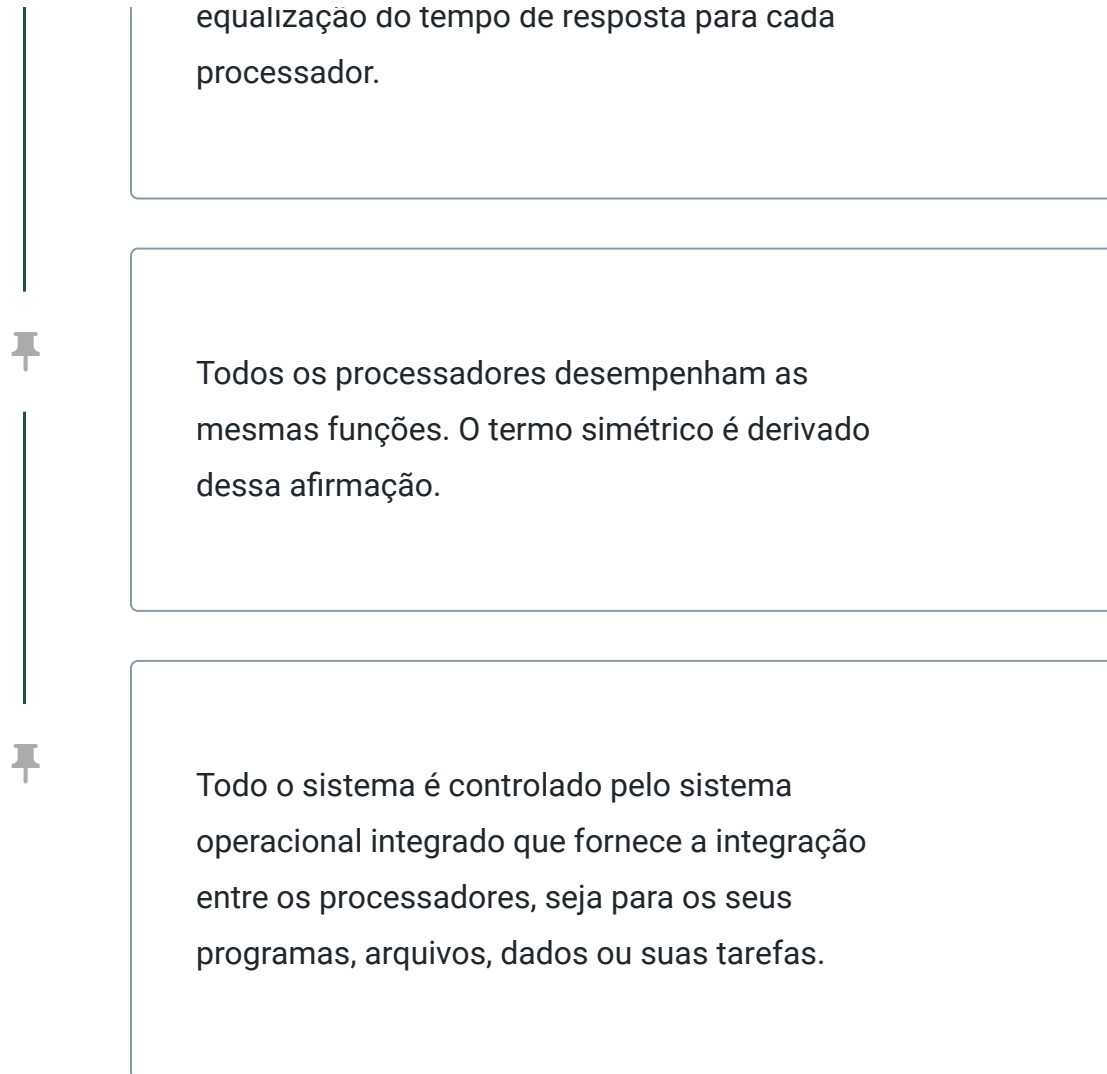 equalização do tempo de resposta para cada
processador.
Todos os processadores desempenham as
mesmas funções. O termo simétrico é derivado
dessa afirmação.
Todo o sistema é controlado pelo sistema
operacional integrado que fornece a integração
entre os processadores, seja para os seus
programas, arquivos, dados ou suas tarefas.